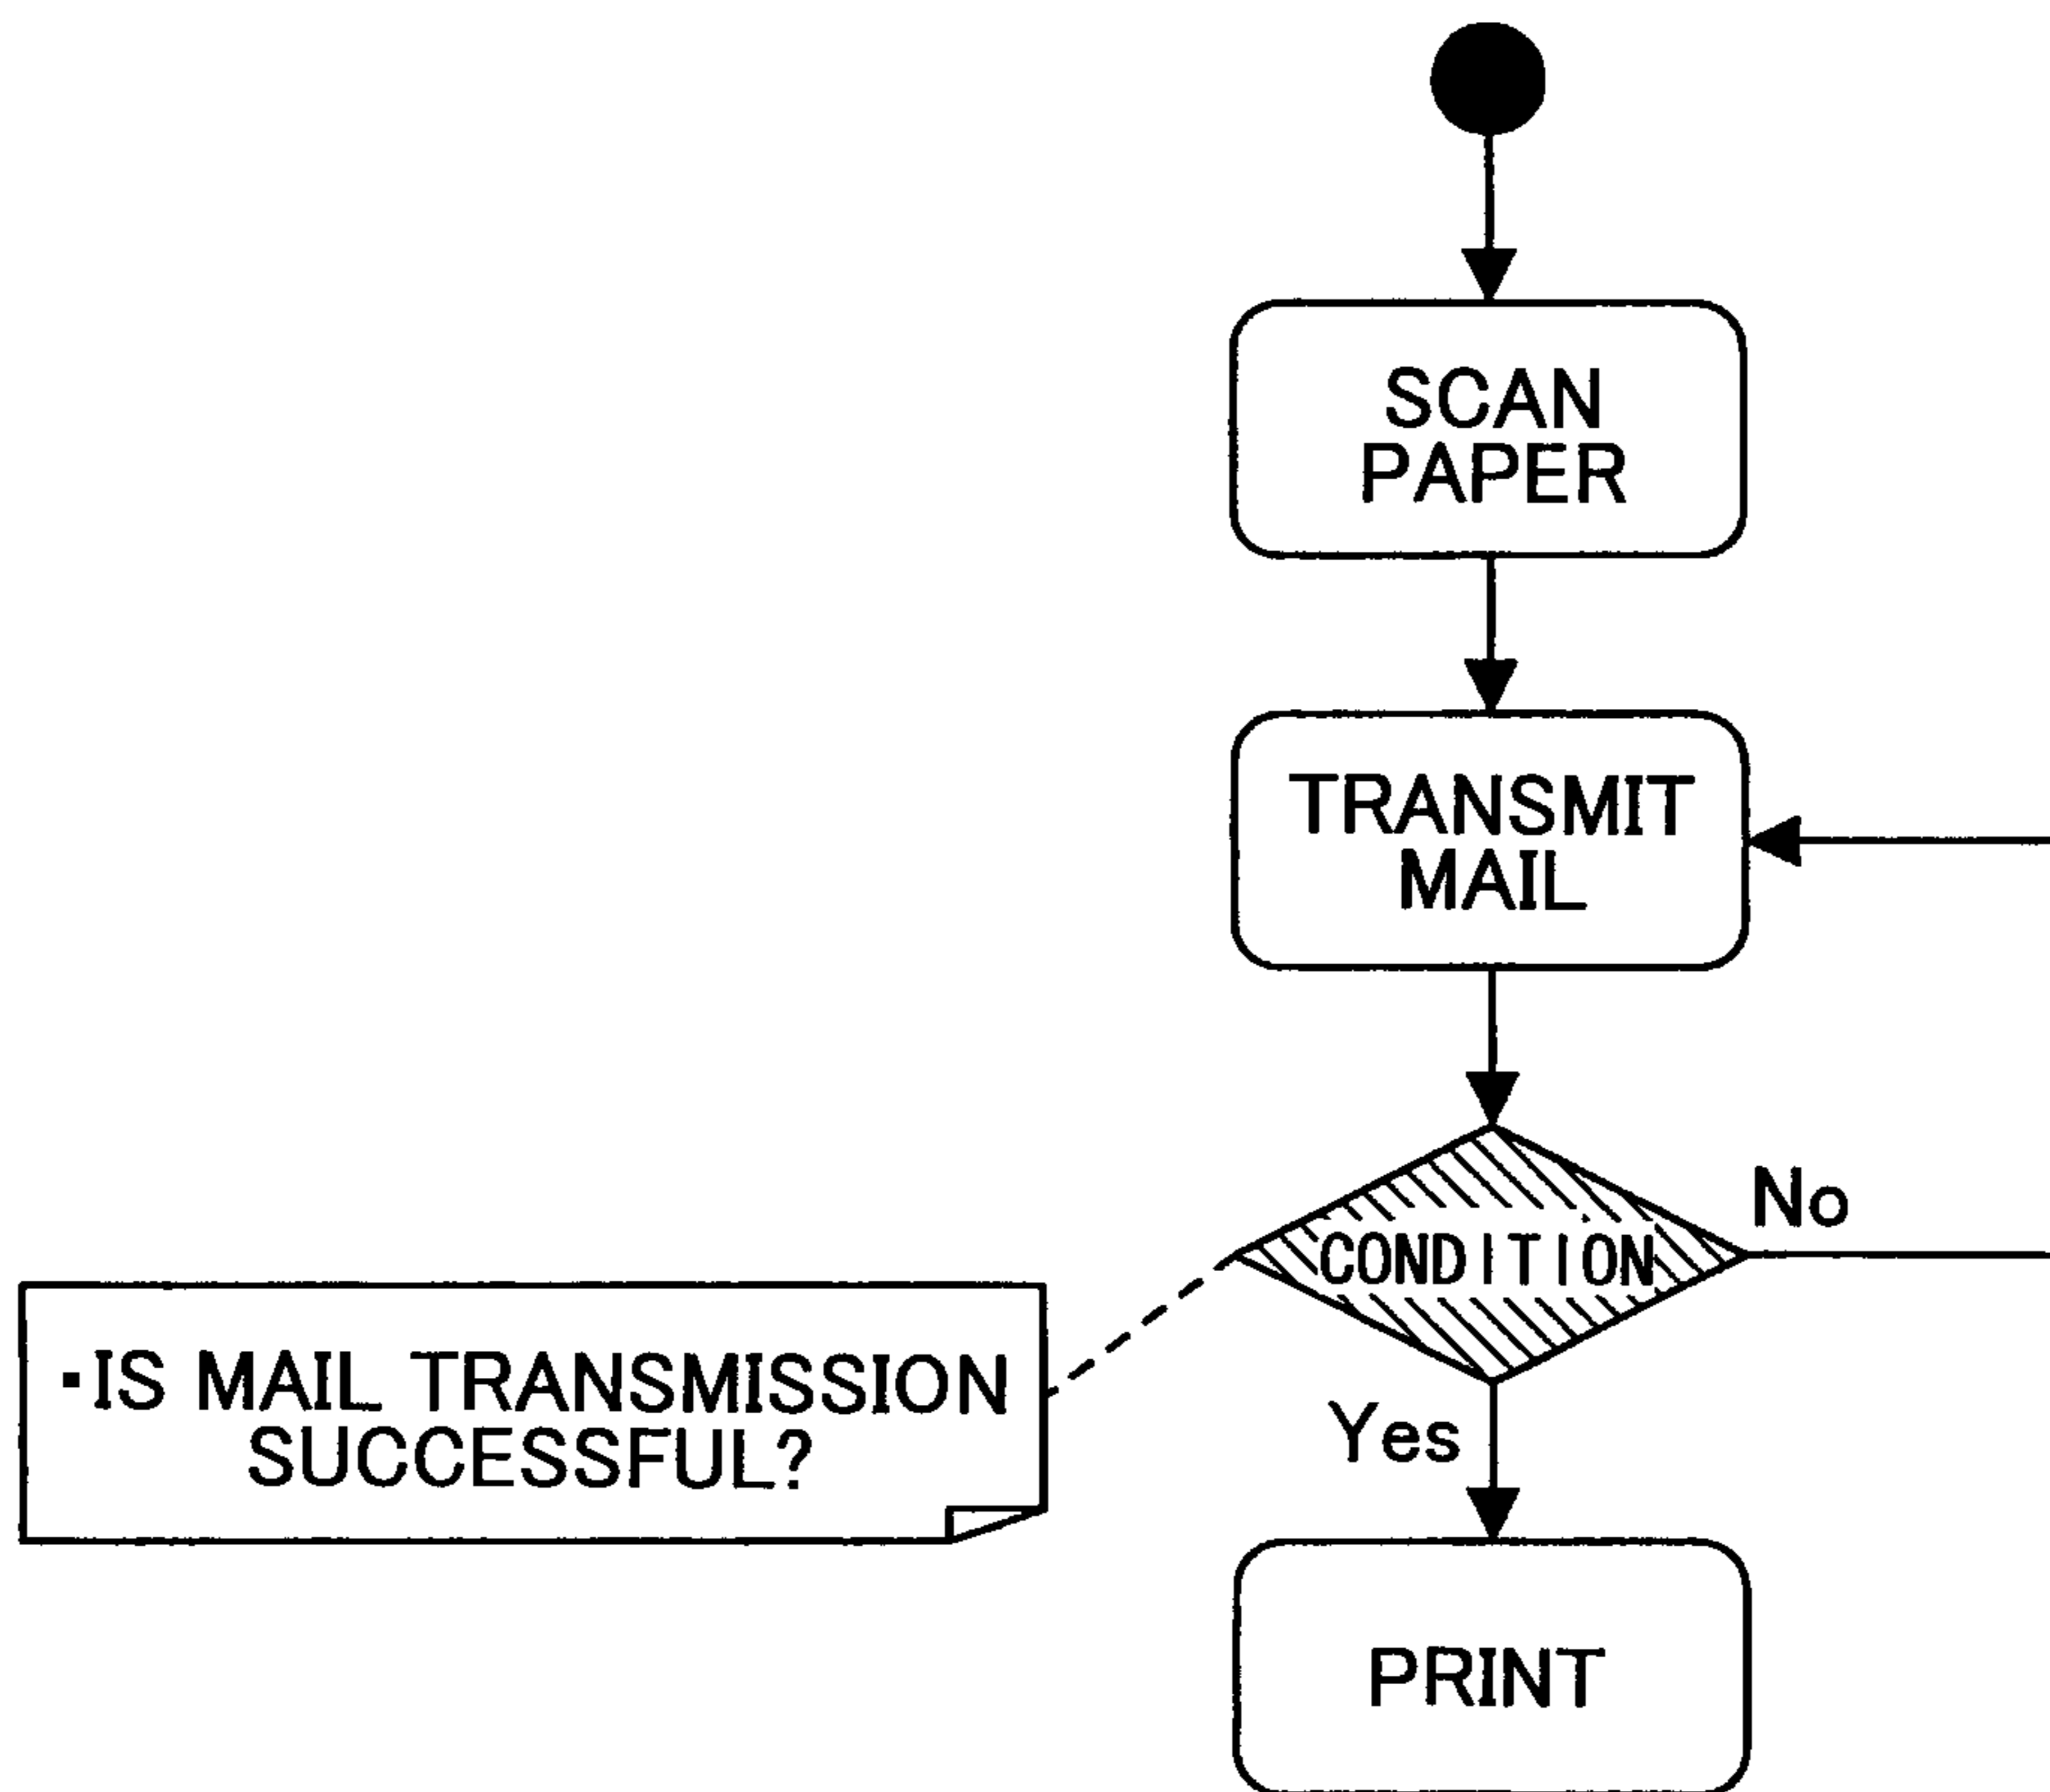 SCAN
PAPER
TRANSMIT
MAIL
No
CONDITION
▪IS MAIL TRANSMISSION
SUCCESSFUL?
Yes
PRINT